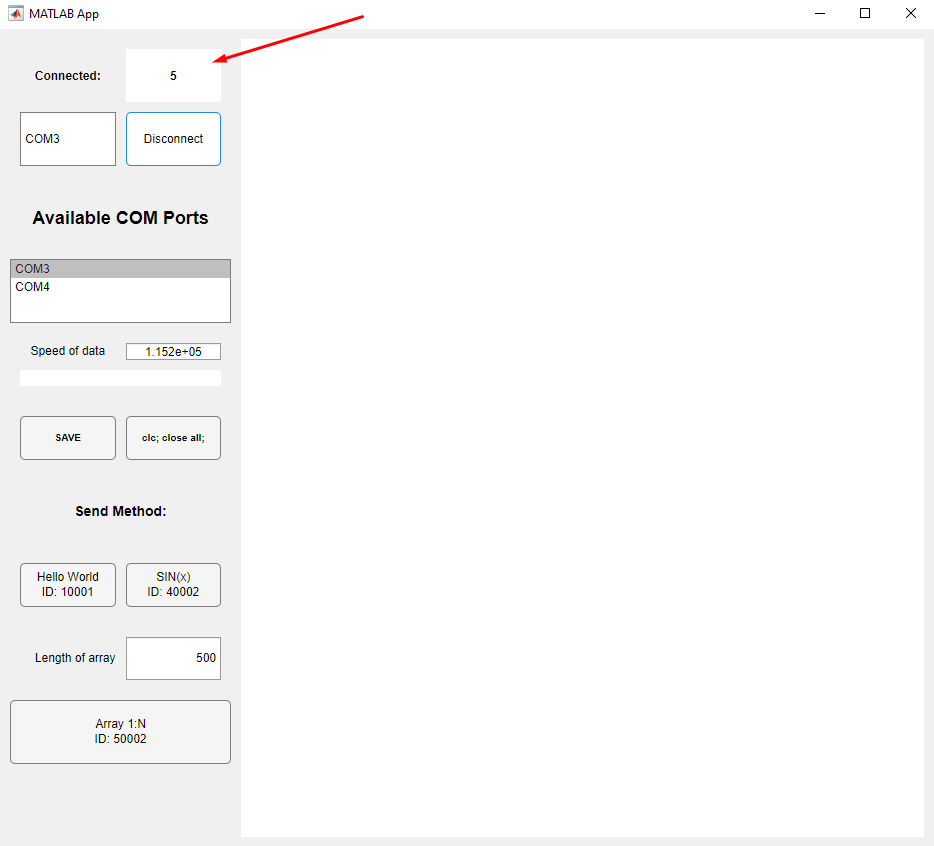 MATLAB App
Connected:
5
COM3
Disconnect
Available COM Ports
COM3
COM4
Speed of data
1.152e+05
SAVE
clc; close all;
Send Method:
Hello World
ID: 10001
SIN(x)
ID: 40002
Length of array
500
Array 1:N
ID: 50002